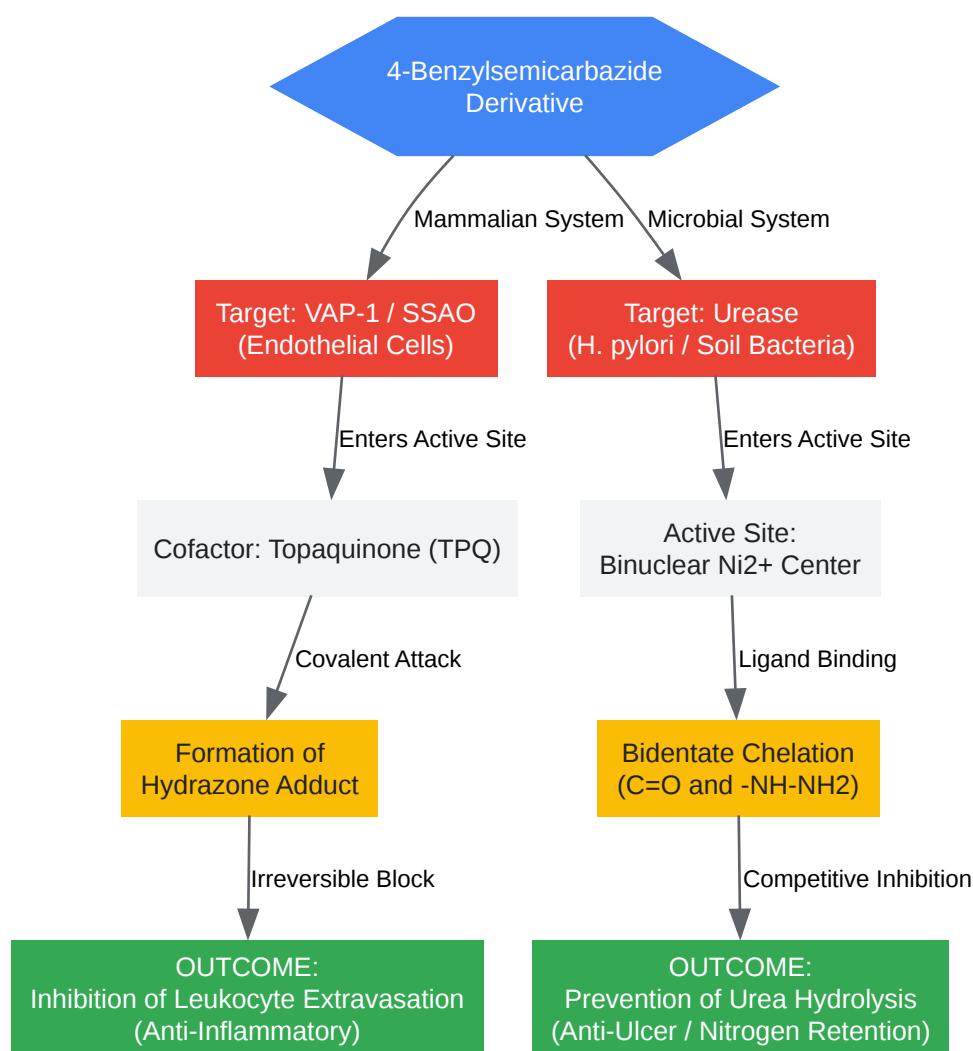 4-Benzylsemicarbazide
Derivative
Mammalian System
Microbial System
Target: VAP-1 / SSAO
(Endothelial Cells)
Target: Urease
(H. pylori / Soil Bacteria)
Enters Active Site
Enters Active Site
Cofactor: Topaquinone (TPQ)
Active Site:
Binuclear Ni2+ Center
Covalent Attack
Ligand Binding
Formation of
Hydrazone Adduct
Bidentate Chelation
(C=O and -NH-NH2)
Irreversible Block
Competitive Inhibition
OUTCOME:
Inhibition of Leukocyte Extravasation
(Anti-Inflammatory)
OUTCOME:
Prevention of Urea Hydrolysis
(Anti-Ulcer / Nitrogen Retention)